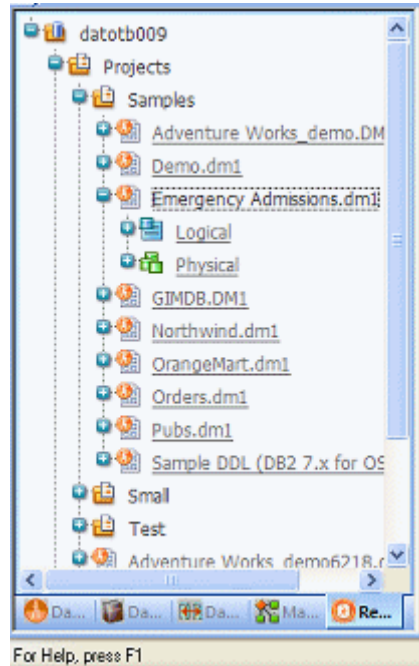 datotb009
Projects
Samples
Adventure Works_demo.DM
Demo.dm1
Emergency Admissions.dm1
Logical
Physical
GIMDB.DM1
Northwind.dm1
OrangeMart.dm1
Orders.dm1
Pubs.dm1
Sample DDL (DB2 7.x for OS
Small
Test
Adventure Works_demo6218.
Da... Da... Da... Ma... Re...
For Help, press F1